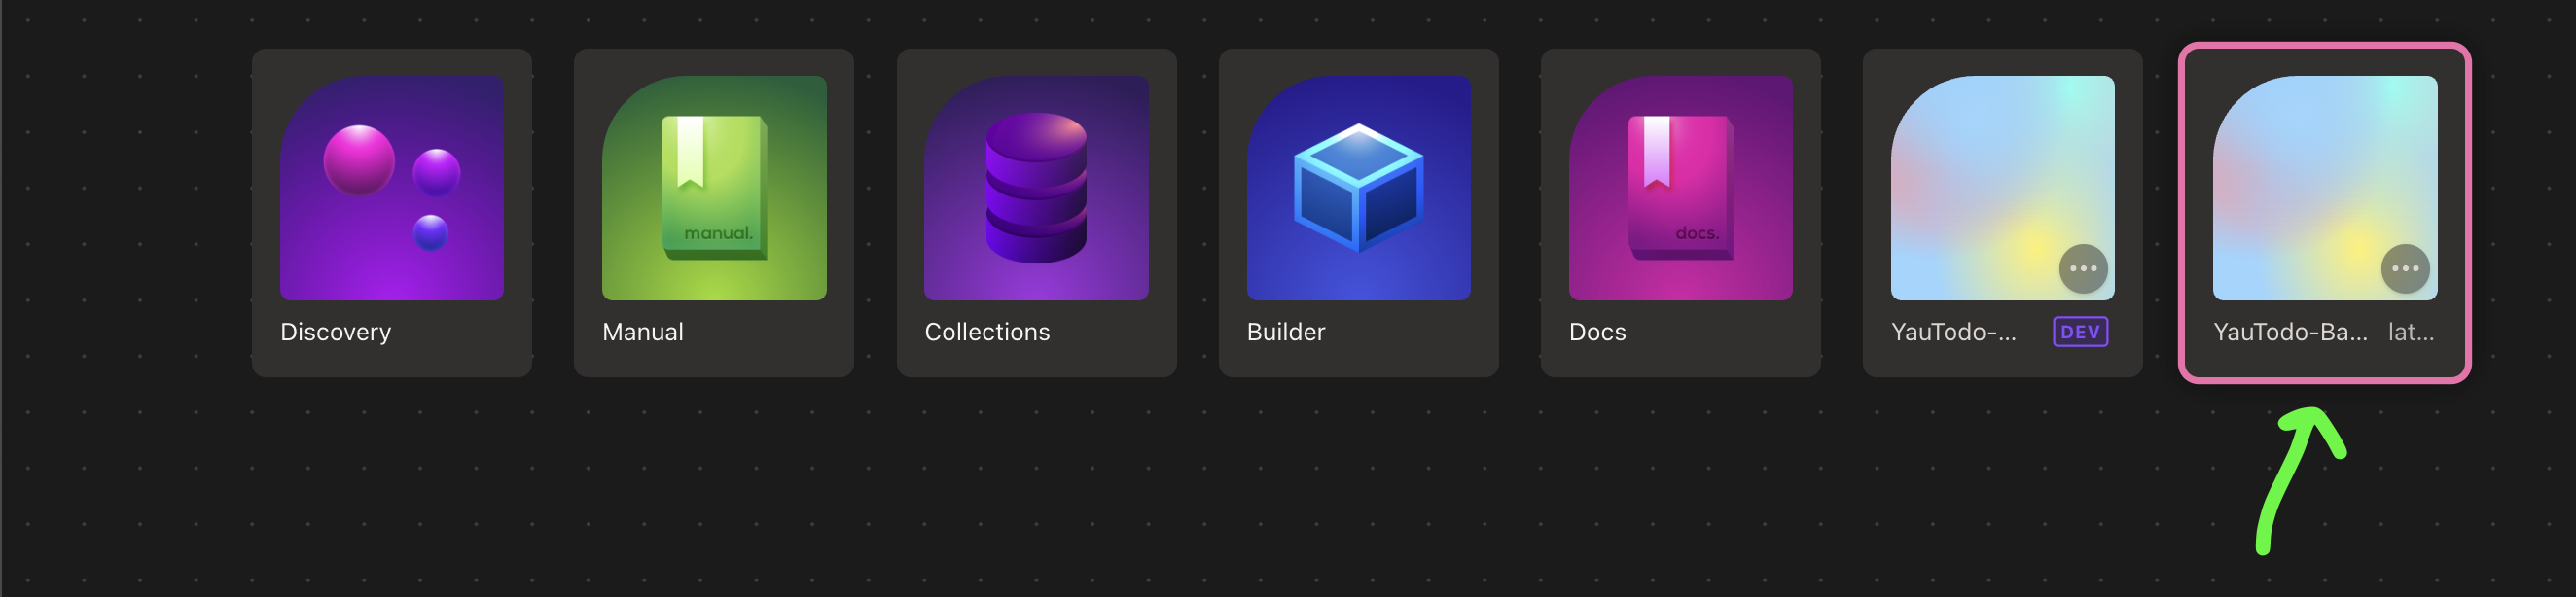 manual.
docs.
Discovery
Manual
Collections
Builder
Docs
YauTodo-...
DEV
YauTodo-Ba...
lat...